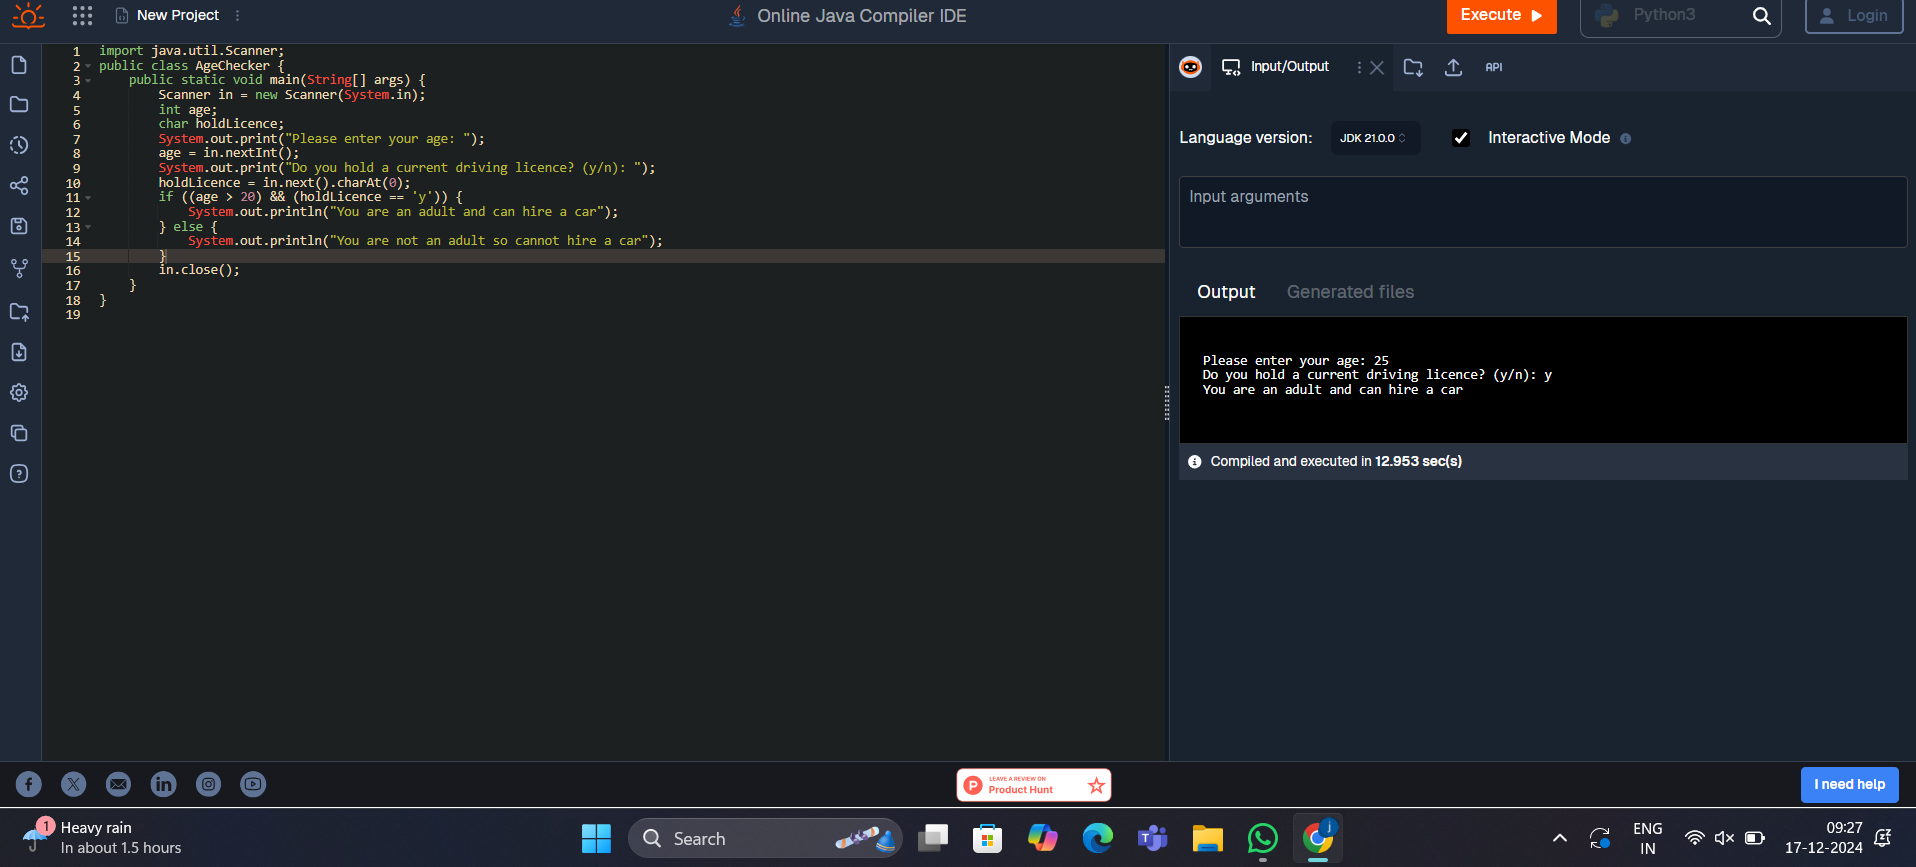 New Project
Online Java Compiler IDE
Execute
Python3
Login
1 import java.util.Scanner;
2 public class AgeChecker {
3 public static void main(String[] args) {
4 Scanner in = new Scanner(System.in);
5 int age;
6 char holdLicence;
7 System.out.print("Please enter your age: ");
8 age = in.nextInt();
9 System.out.print("Do you hold a current driving licence? (y/n): ");
10 holdLicence = in.next().charAt(0);
11 if ((age > 20) && (holdLicence == 'y')) {
12 System.out.println("You are an adult and can hire a car");
13 } else {
14 System.out.println("You are not an adult so cannot hire a car");
15 }
16 in.close();
17 }
18 }
19
Input/Output
API
Language version:
JDK 21.0.0
Interactive Mode
Input arguments
Output
Generated files
Please enter your age: 25
Do you hold a current driving licence? (y/n): y
You are an adult and can hire a car
Compiled and executed in 12.953 sec(s)
LEAVE A REVIEW ON
Product Hunt
I need help
1
Heavy rain
In about 1.5 hours
Search
j
ENG
IN
09:27
17-12-2024